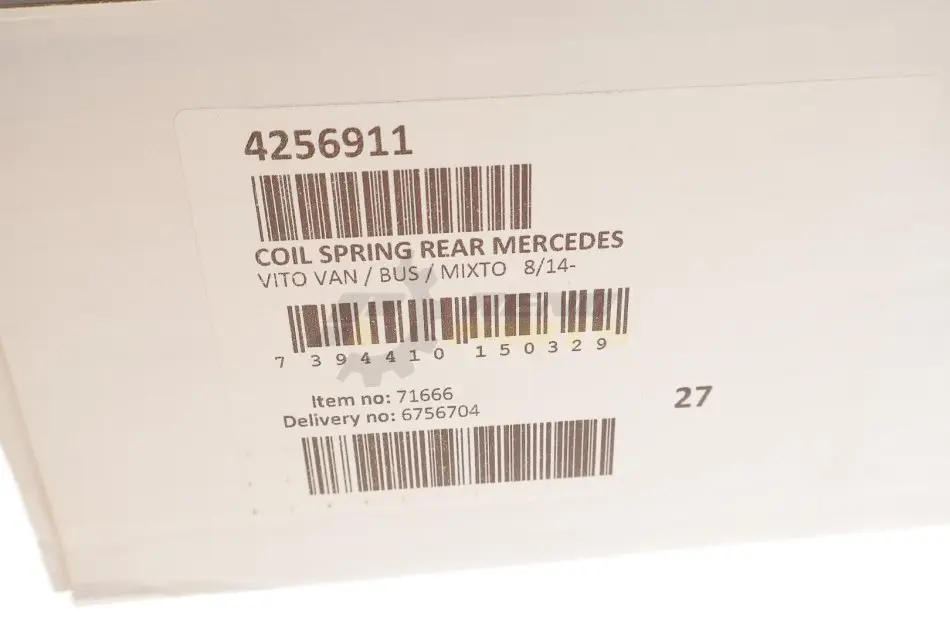 4256911
COIL SPRING REAR MERCEDES
VITO VAN / BUS / MIXTO 8/14-
7 394410 150329
Item no: 71666
Delivery no: 6756704
27